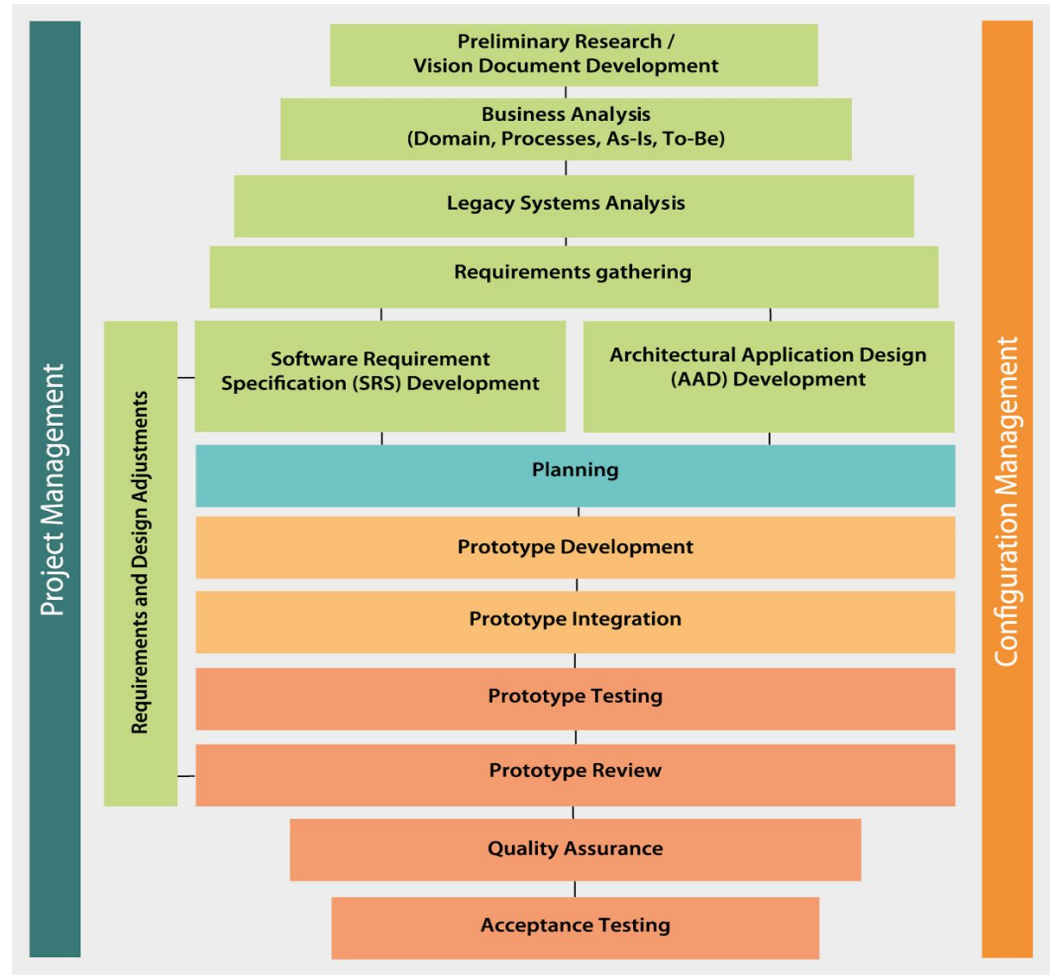 Preliminary Research /
Vision Document Development
Business Analysis
(Domain, Processes, As-Is, To-Be)
Legacy Systems Analysis
Requirements gathering
Software Requirement
Specification (SRS) Development
Architectural Application Design
(AAD) Development
Planning
Prototype Development
Prototype Integration
Prototype Testing
Prototype Review
Quality Assurance
Acceptance Testing
Project Management
Requirements and Design Adjustments
Configuration Management